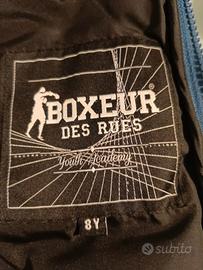 BOXEUR
DES RUES
Youth Academy
8Y
subito